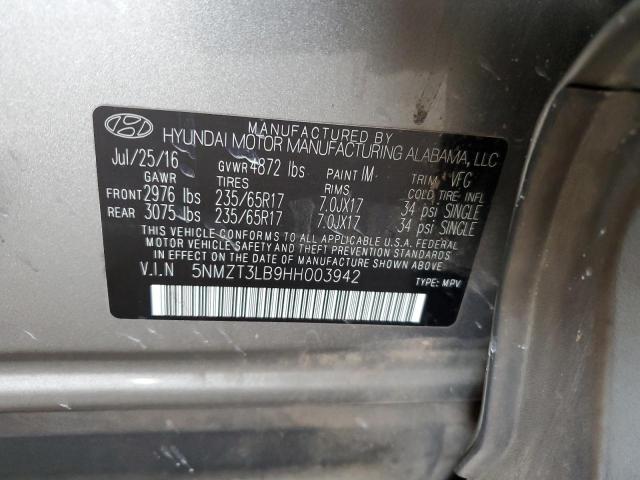 MANUFACTURED BY
HYUNDAI MOTOR MANUFACTURING ALABAMA, LLC
Jul/25/16 GVWR 4872 lbs PAINT IM TRIM VFG
GAWR TIRES RIMS COLD TIRE INFL
FRONT 2976 lbs 235/65R17 7.0JX17 34 psi SINGLE
REAR 3075 lbs 235/65R17 7.0JX17 34 psi SINGLE
THIS VEHICLE CONFORMS TO ALL APPLICABLE U.S.A. FEDERAL
MOTOR VEHICLE SAFETY, BUMPER, AND THEFT PREVENTION STANDARDS
IN EFFECT ON THE DATE OF MANUFACTURE SHOWN ABOVE.
V.I.N 5NMZT3LB9HH003942 TYPE: MPV